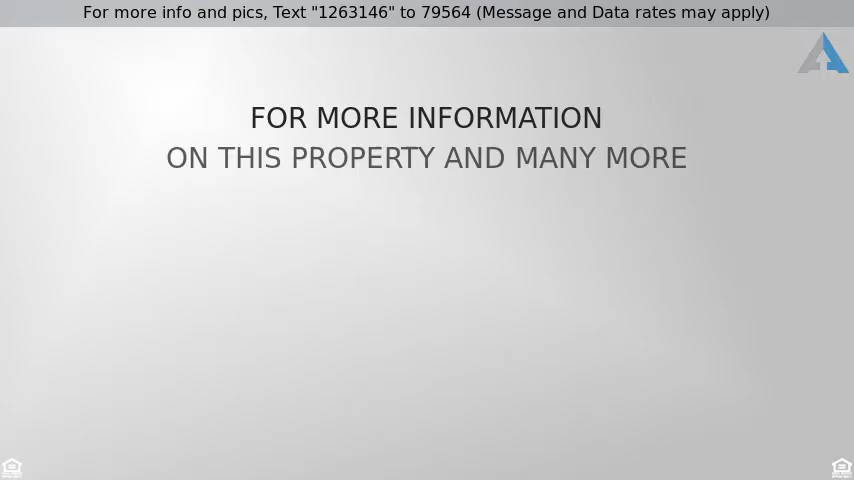 For more info and pics, Text "1263146" to 79564 (Message and Data rates may apply)
FOR MORE INFORMATION
ON THIS PROPERTY AND MANY MORE